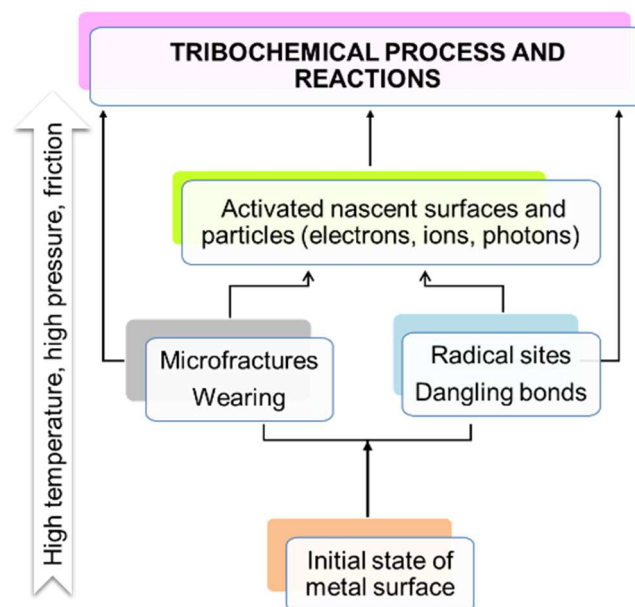 TRIBOCHEMICAL PROCESS AND
REACTIONS
High temperature, high pressure, friction
Activated nascent surfaces and
particles (electrons, ions, photons)
Microfractures
Wearing
Radical sites
Dangling bonds
Initial state of
metal surface